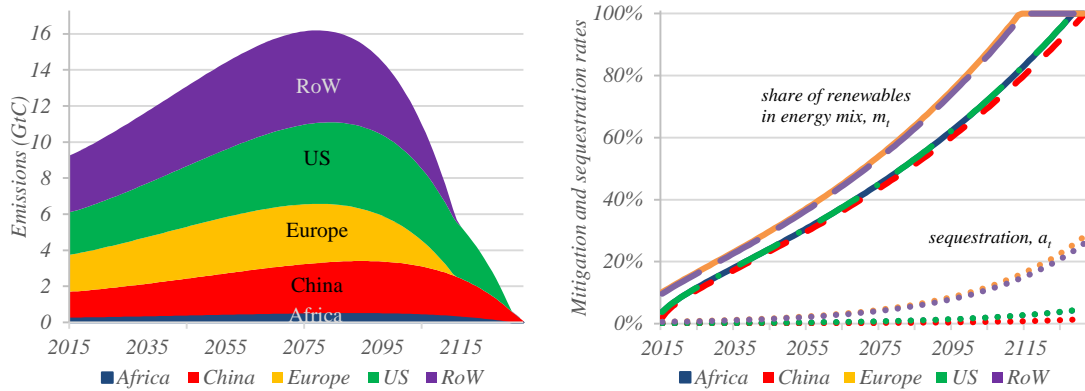 Emissions (GtC)
16
14
12
10
8
6
4
2
0
RoW
US
Europe
China
Africa
2015 2035 2055 2075 2095 2115
Africa China Europe US RoW
Mitigation and sequestration rates
100%
80%
60%
40%
20%
0%
share of renewables
in energy mix, mt
sequestration, at
2015 2035 2055 2075 2095 2115
Africa China Europe US RoW